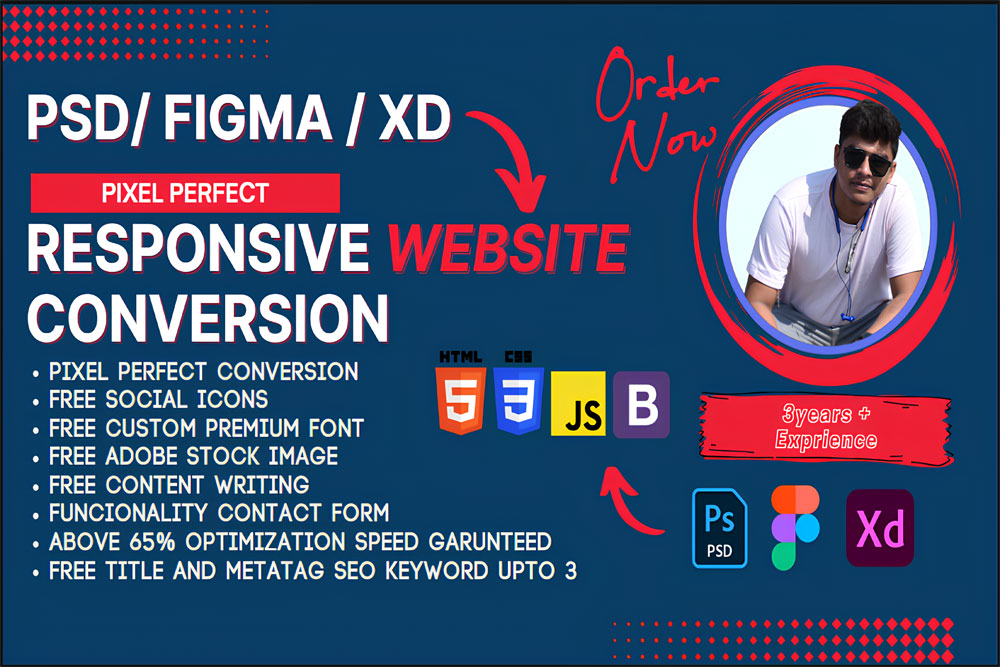 PSD/ FIGMA / XD
Order
Now
PIXEL PERFECT
RESPONSIVE WEBSITE
CONVERSION
• PIXEL PERFECT CONVERSION
• FREE SOCIAL ICONS
• FREE CUSTOM PREMIUM FONT
• FREE ADOBE STOCK IMAGE
• FREE CONTENT WRITING
• FUNCIONALITY CONTACT FORM
• ABOVE 65% OPTIMIZATION SPEED GARUNTEED
• FREE TITLE AND METATAG SEO KEYWORD UPTO 3
HTML CSS
5 3 JS B
3years +
Exprience
Ps
PSD
Xd